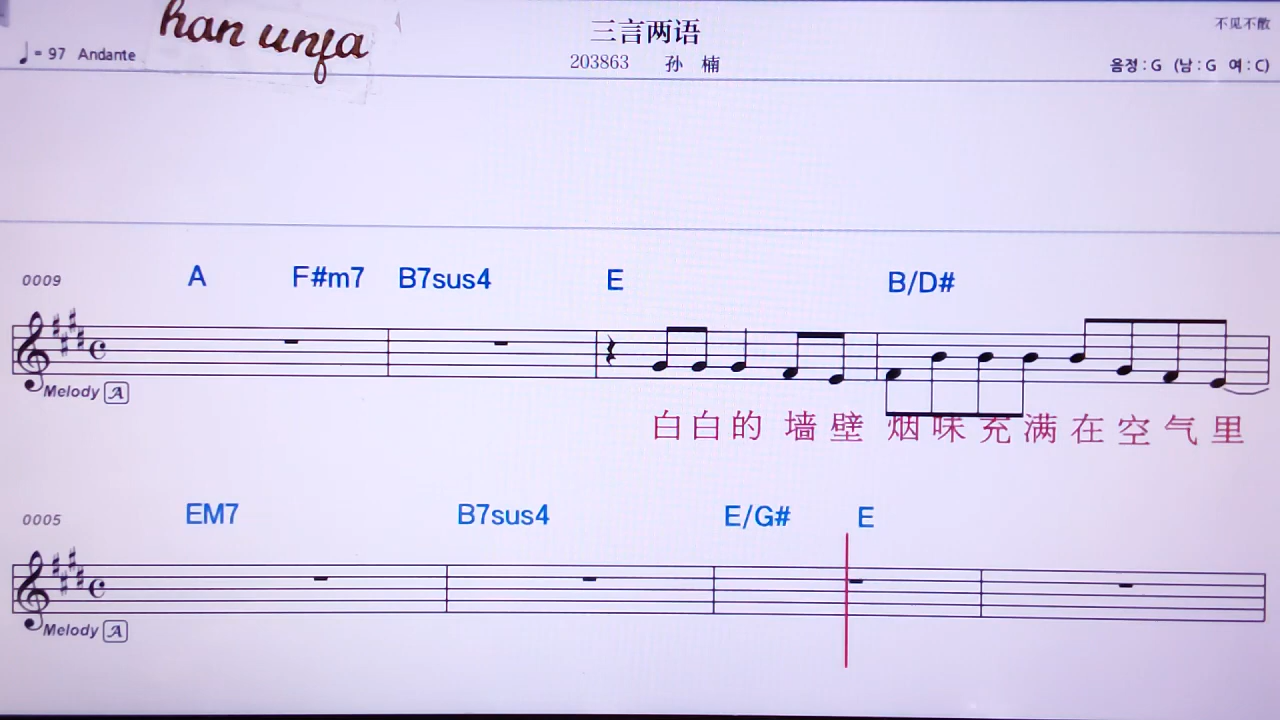 han unfa
三言两语
不见不散
♩= 97 Andante
203863 孙 楠
음정 : G (남 : G 여 : C)
0009 A F#m7 B7sus4 E B/D#
Melody A
白白的 墙壁 烟味充满在空气里
0005 EM7 B7sus4 E/G# E
Melody A